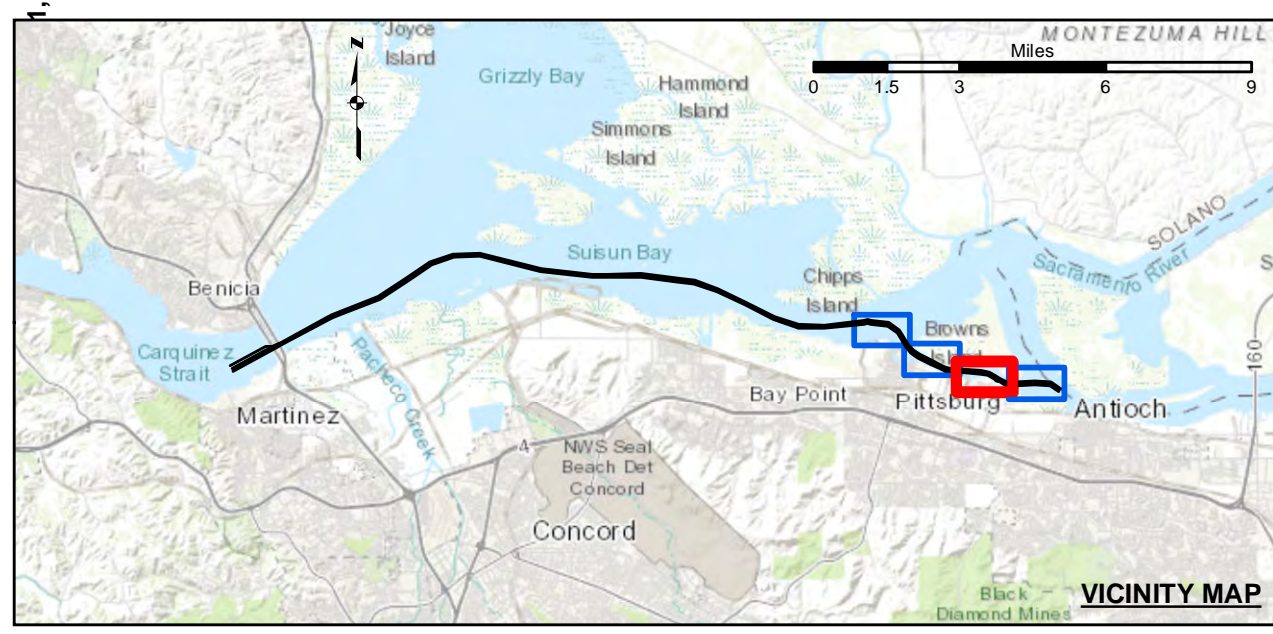 1,
Joyce
Island
N
MONTEZUMA HILL
Miles
0 1.5 3 6 9
Grizzly Bay
Hammond
Island
Simmons
Island
SOLANO
Sacramento River
S
Suisun Bay
Chipps
Island
Benicia
Browns
Island
160
Carquinez
Strait
Pacheco Creek
Bay Point
Pittsburg
Antioch
Martinez
4
NWS Seal
Beach Det
Concord
Concord
Black
Diamond Mines
VICINITY MAP